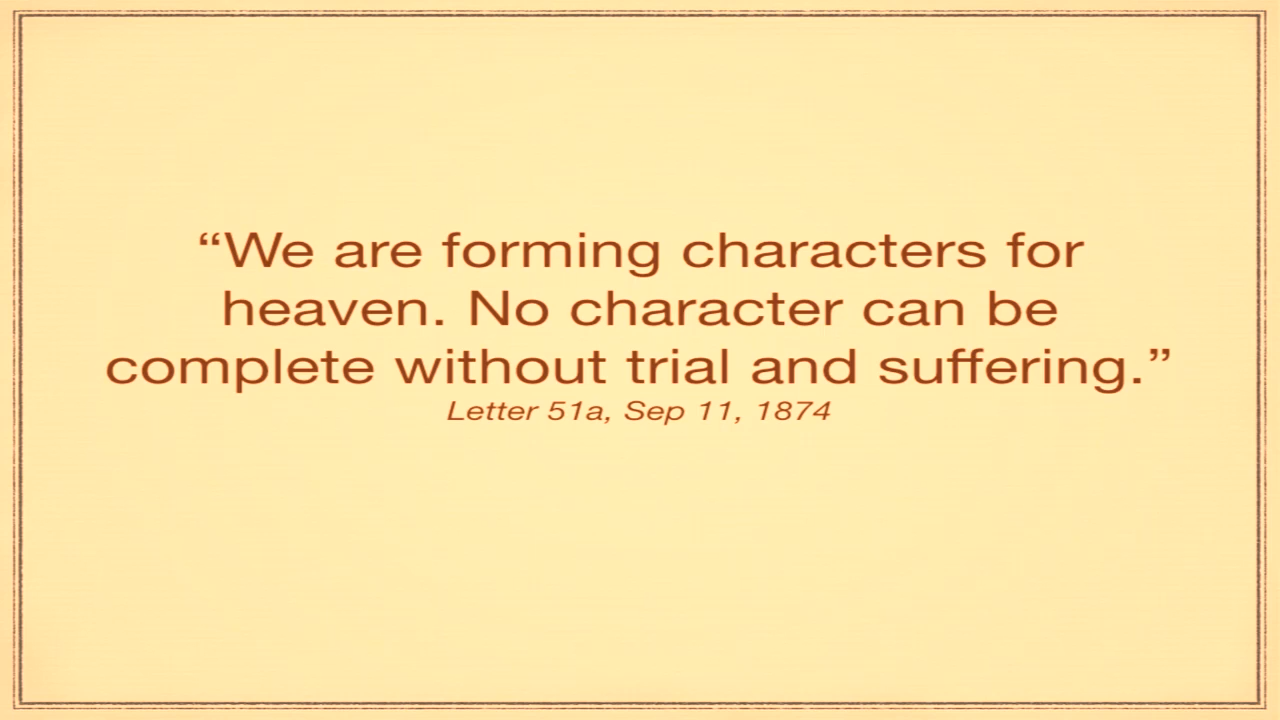 “We are forming characters for
heaven. No character can be
complete without trial and suffering.”
Letter 51a, Sep 11, 1874